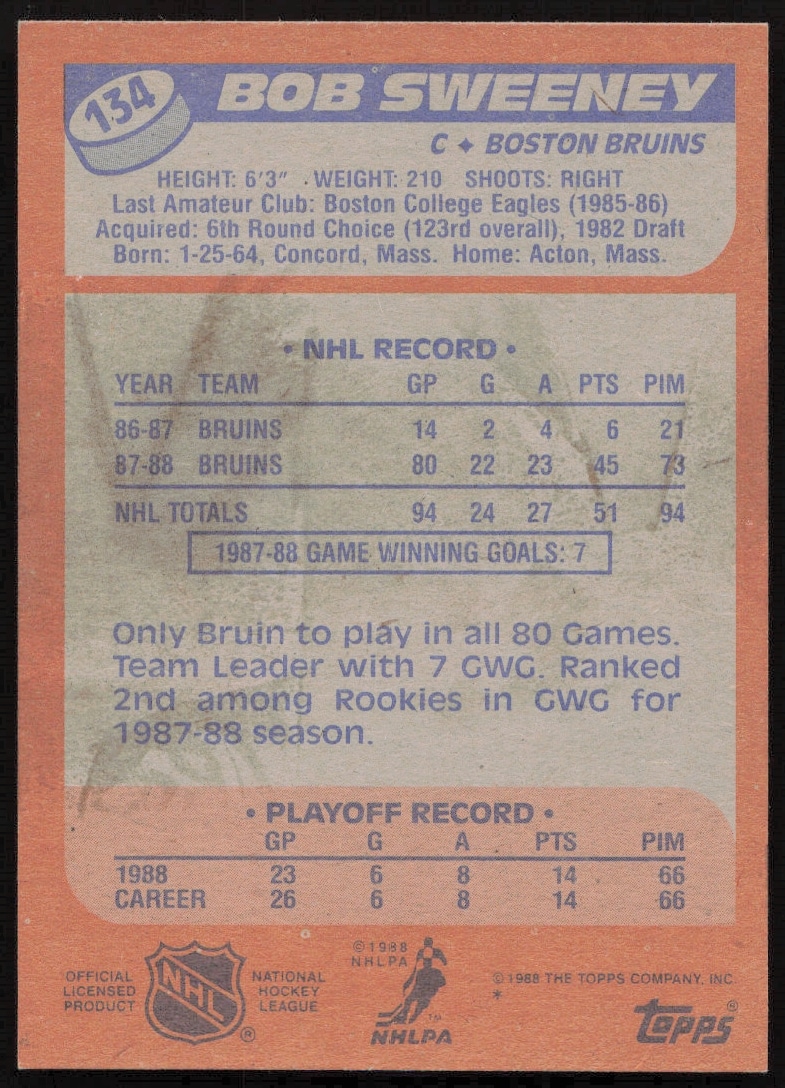 134
BOB SWEENEY
C ✦ BOSTON BRUINS
HEIGHT: 6'3" WEIGHT: 210 SHOOTS: RIGHT
Last Amateur Club: Boston College Eagles (1985-86)
Acquired: 6th Round Choice (123rd overall), 1982 Draft
Born: 1-25-64, Concord, Mass. Home: Acton, Mass.
• NHL RECORD •
YEAR TEAM GP G A PTS PIM
86-87 BRUINS 14 2 4 6 21
87-88 BRUINS 80 22 23 45 73
NHL TOTALS 94 24 27 51 94
1987-88 GAME WINNING GOALS: 7
Only Bruin to play in all 80 Games.
Team Leader with 7 GWG. Ranked
2nd among Rookies in GWG for
1987-88 season.
• PLAYOFF RECORD •
GP G A PTS PIM
1988 23 6 8 14 66
CAREER 26 6 8 14 66
OFFICIAL
LICENSED
PRODUCT
NHL
®
NATIONAL
HOCKEY
LEAGUE
© 1988
NHLPA
™
NHLPA
© 1988 THE TOPPS COMPANY, INC.
*
topps®